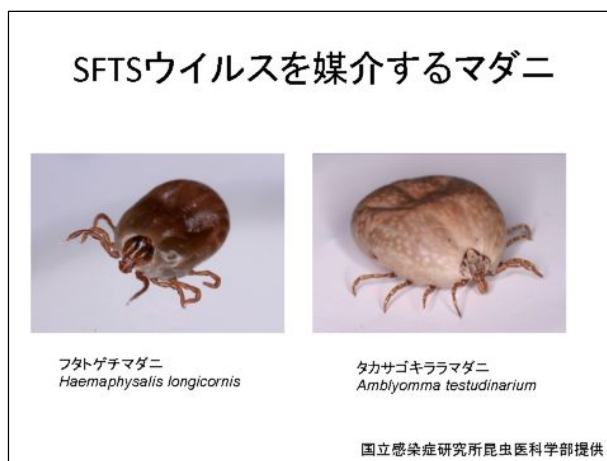 SFTSウイルスを媒介するマダニ
フタトゲチマダニ
Haemaphysalis longicornis
タカサゴキララマダニ
Amblyomma testudinarium
国立感染症研究所昆虫医科学部提供